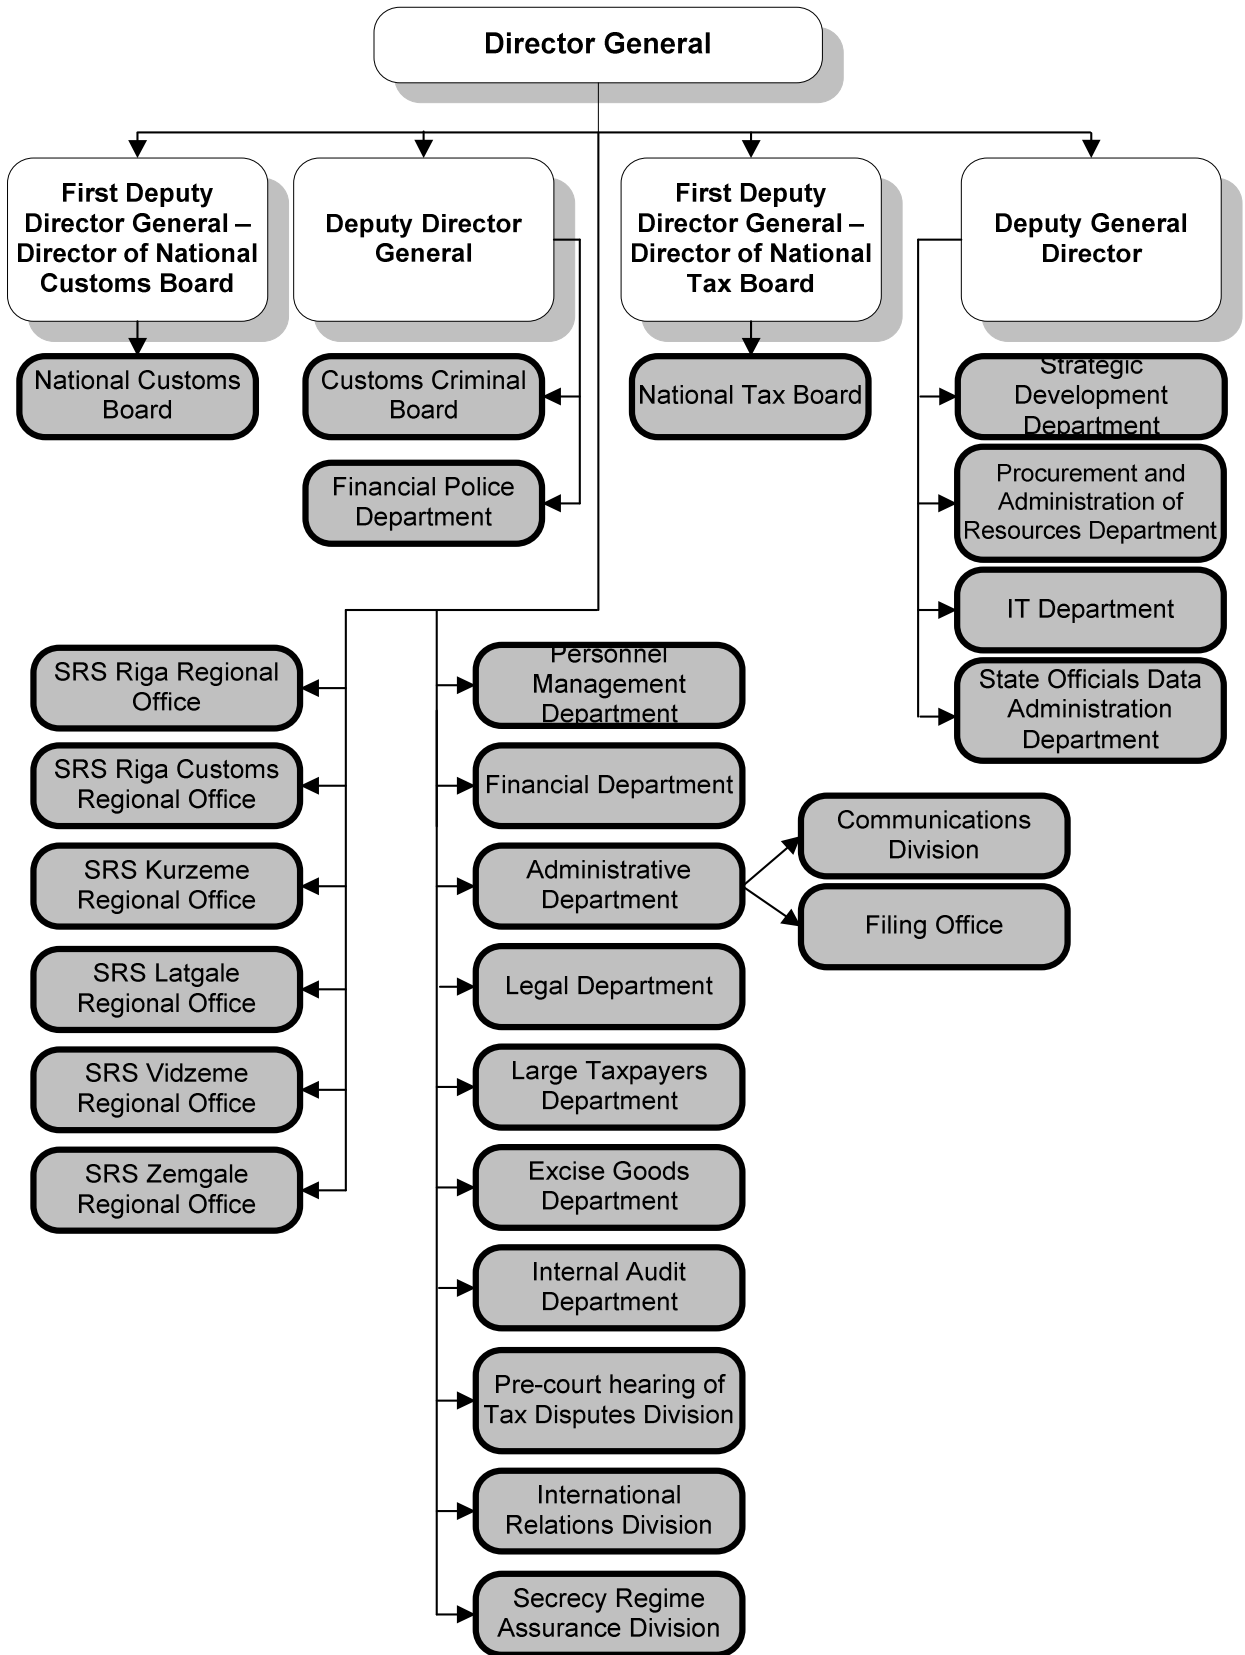 Director General
First Deputy
Director General –
Director of National
Customs Board
Deputy Director
General
First Deputy
Director General –
Director of National
Tax Board
Deputy General
Director
National Customs
Board
Customs Criminal
Board
Financial Police
Department
National Tax Board
Strategic
Development
Department
Procurement and
Administration of
Resources Department
IT Department
State Officials Data
Administration
Department
SRS Riga Regional
Office
SRS Riga Customs
Regional Office
SRS Kurzeme
Regional Office
SRS Latgale
Regional Office
SRS Vidzeme
Regional Office
SRS Zemgale
Regional Office
Personnel
Management
Department
Financial Department
Administrative
Department
Communications
Division
Filing Office
Legal Department
Large Taxpayers
Department
Excise Goods
Department
Internal Audit
Department
Pre-court hearing of
Tax Disputes Division
International
Relations Division
Secrecy Regime
Assurance Division